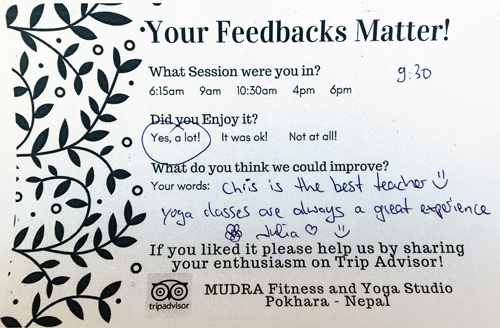 Your Feedbacks Matter!
What Session were you in? 9:30
6:15am 9am 10:30am 4pm 6pm
Did you Enjoy it?
Yes, a lot! It was ok! Not at all!
What do you think we could improve?
Your words: Chris is the best teacher
yoga classes are always a great experience
Julia
If you liked it please help us by sharing
your enthusiasm on Trip Advisor!
MUDRA Fitness and Yoga Studio
tripadvisor Pokhara - Nepal